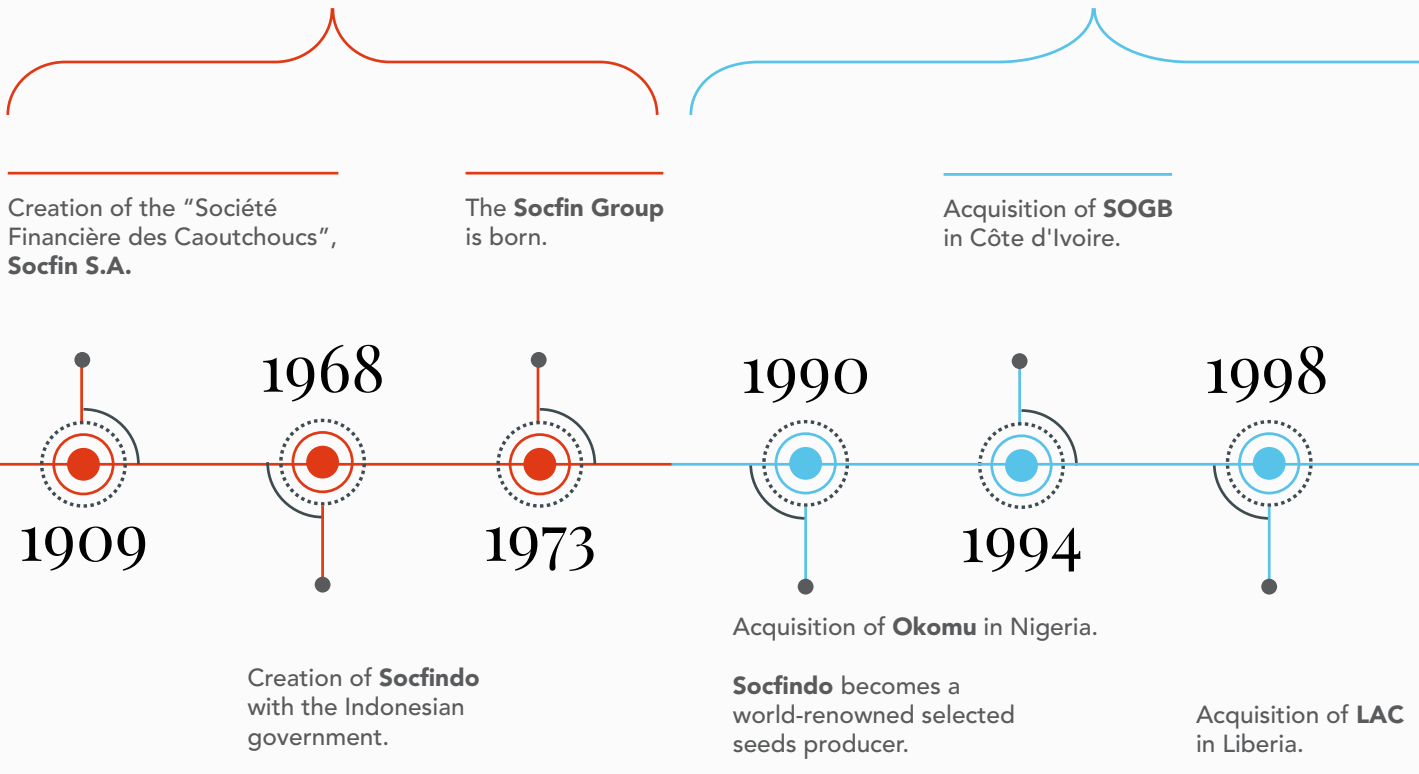 Creation of the “Société
Financière des Caoutchoucs”,
Socfin S.A.
The Socfin Group
is born.
Acquisition of SOGB
in Côte d'Ivoire.
1968
1990
1998
1909
1973
1994
Acquisition of Okomu in Nigeria.
Creation of Socfindo
with the Indonesian
government.
Socfindo becomes a
world-renowned selected
seeds producer.
Acquisition of LAC
in Liberia.